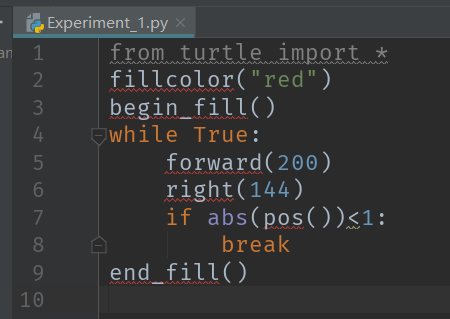 Experiment_1.py
an
1 from turtle import *
2 fillcolor("red")
3 begin_fill()
4 while True:
5     forward(200)
6     right(144)
7     if abs(pos())<1:
8         break
9 end_fill()
10